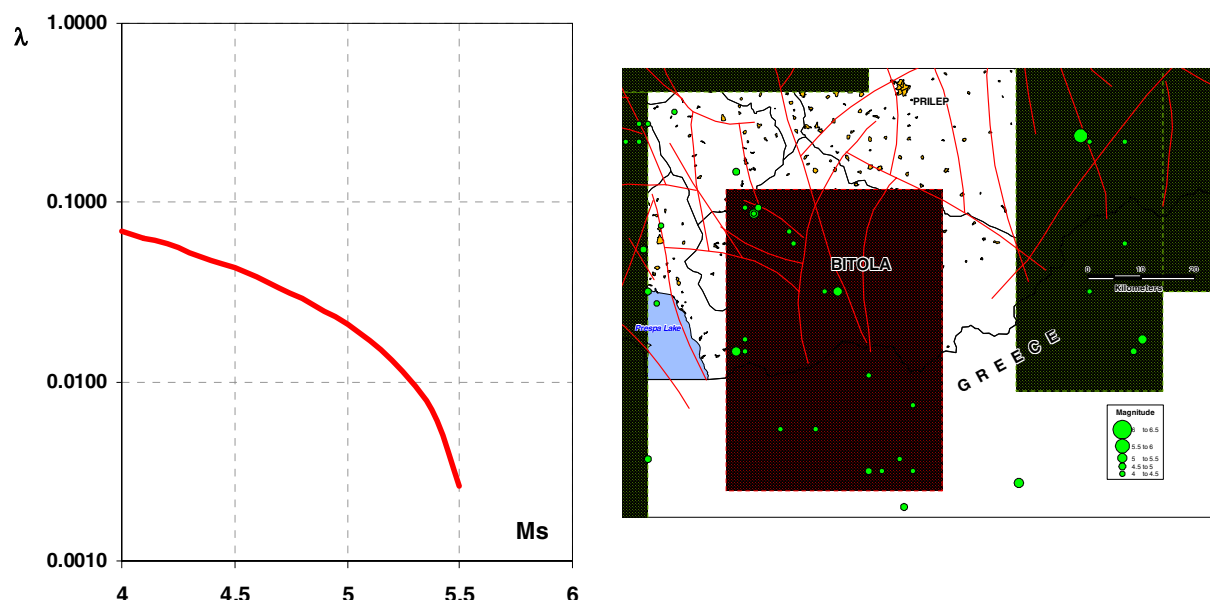 1.0000
λ
0.1000
0.0100
0.0010
Ms
4
4.5
5
5.5
6
PRILEP
BITOLA
0 10 20
Kilometers
Prespa Lake
GREECE
Magnitude
6 to 6.5
5.5 to 6
5 to 5.5
4.5 to 5
4 to 4.5